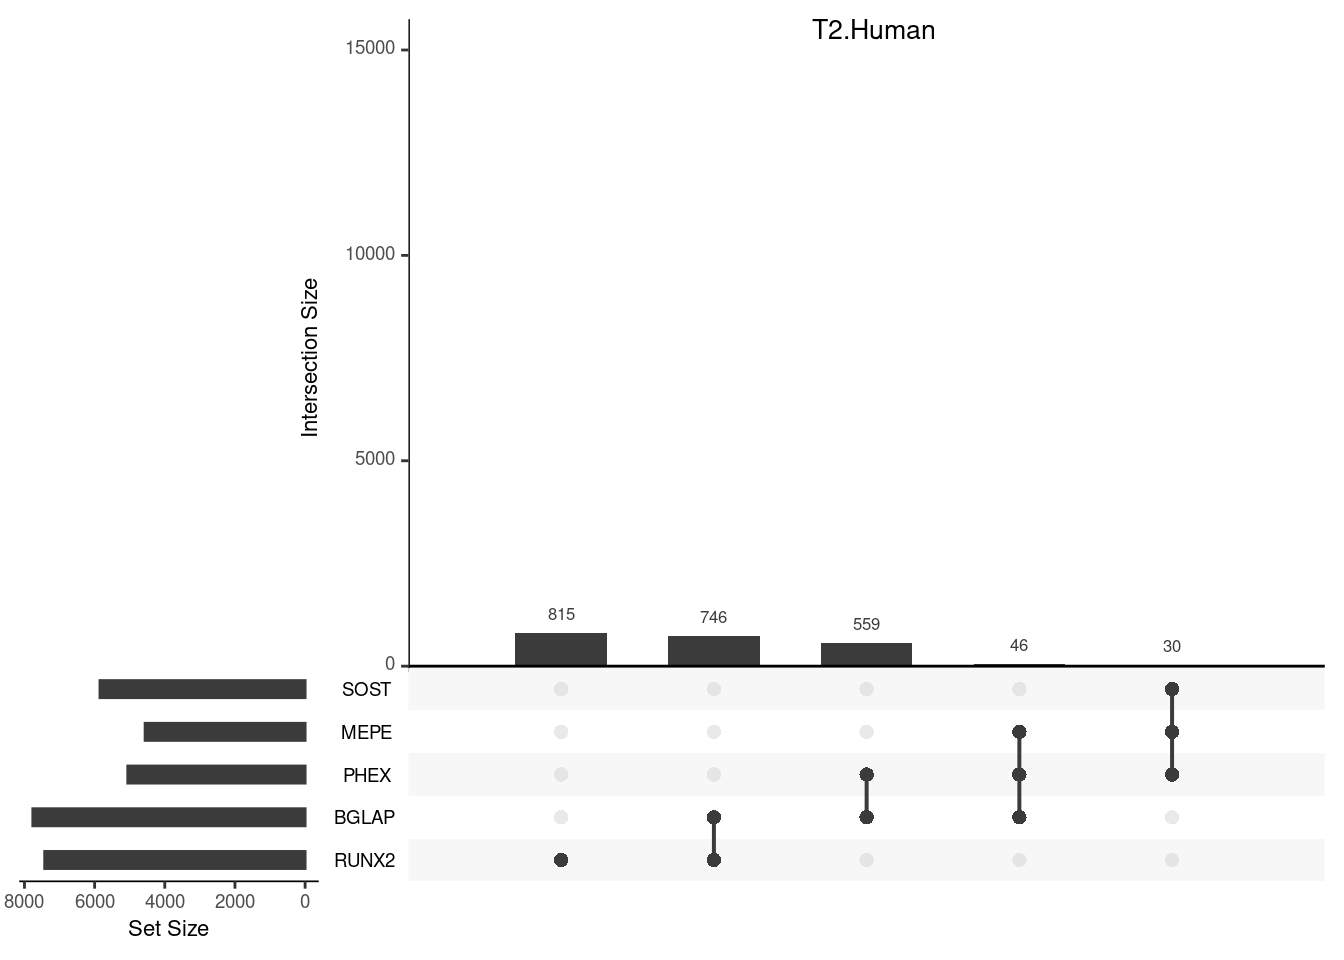 T2.Human
15000
10000
5000
0
Intersection Size
815
746
559
46
30
SOST
MEPE
PHEX
BGLAP
RUNX2
8000 6000 4000 2000 0
Set Size